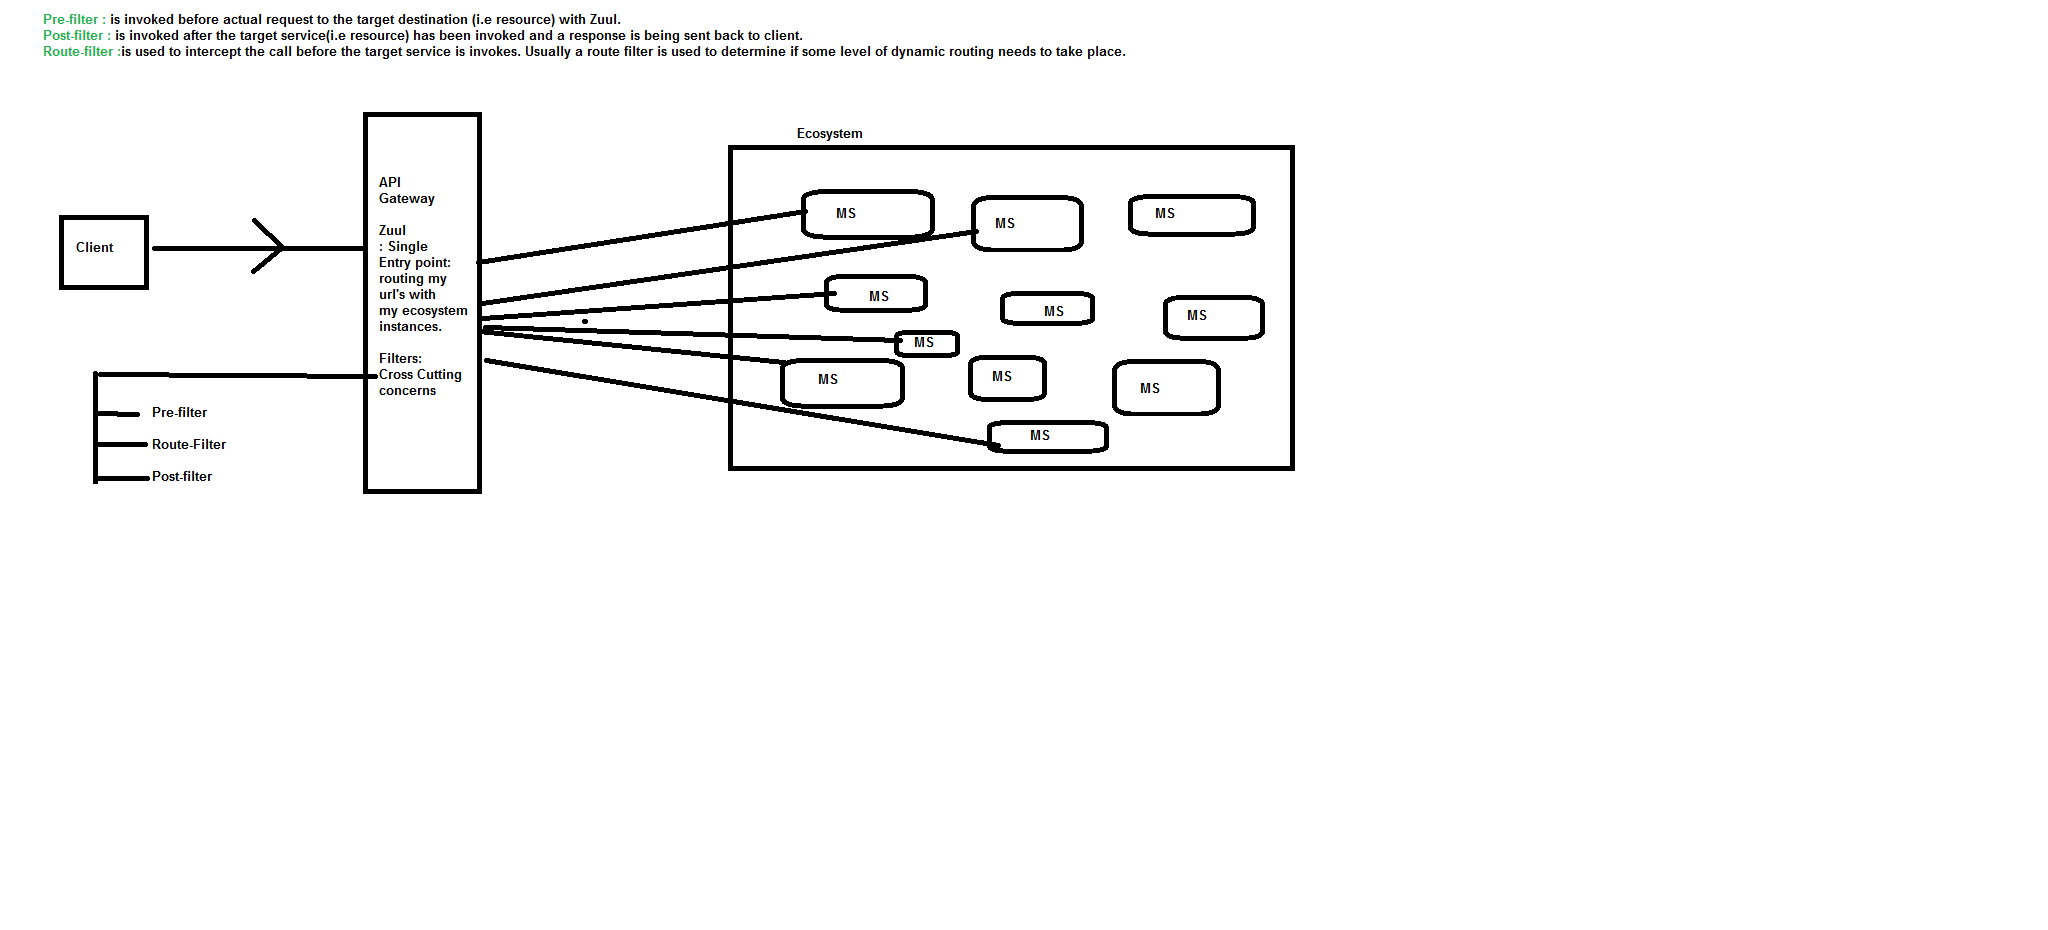 Pre-filter : is invoked before actual request to the target destination (i.e resource) with Zuul.
Post-filter : is invoked after the target service(i.e resource) has been invoked and a response is being sent back to client.
Route-filter :is used to intercept the call before the target service is invokes. Usually a route filter is used to determine if some level of dynamic routing needs to take place.
Ecosystem
Client
API
Gateway
Zuul
: Single
Entry point:
routing my
url's with
my ecosystem
instances.
Filters:
Cross Cutting
concerns
Pre-filter
Route-Filter
Post-filter
MS
MS
MS
MS
MS
MS
MS
MS
MS
MS
MS